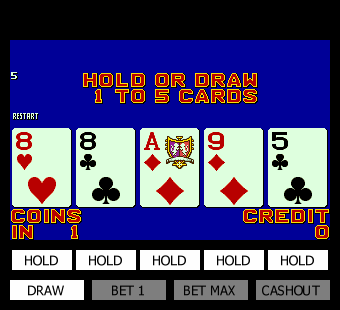 5
HOLD OR DRAW
1 TO 5 CARDS
RESTART
8 8 A 9 5
COINS CREDIT
IN 1 0
HOLD HOLD HOLD HOLD HOLD
DRAW BET 1 BET MAX CASHOUT